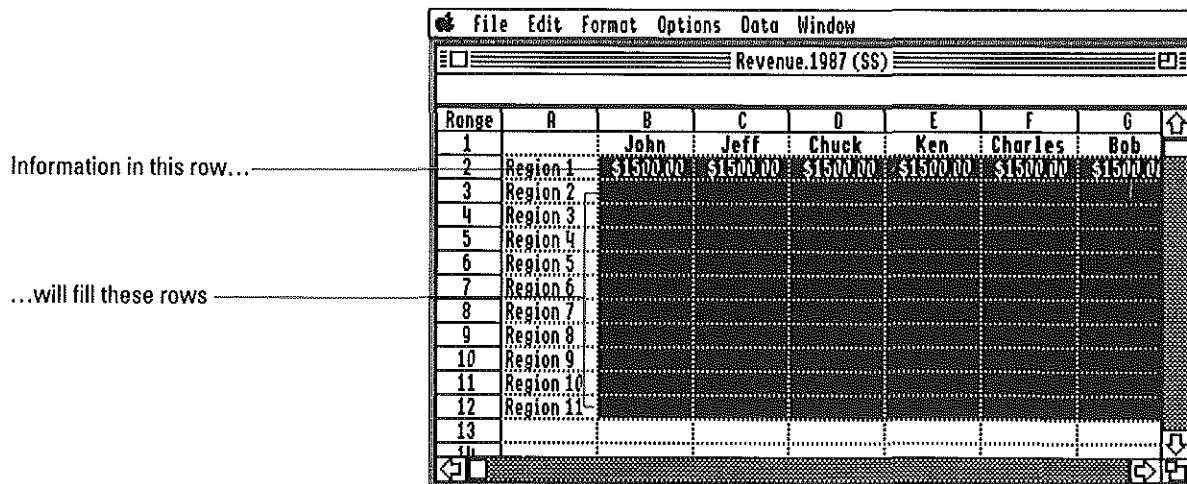 File Edit Format Options Data Window
Revenue.1987 (SS)
Range A B C D E F G
1 John Jeff Chuck Ken Charles Bob
Information in this row...
2 Region 1 $1500.00 $1500.00 $1500.00 $1500.00 $1500.00
3 Region 2
4 Region 3
5 Region 4
6 Region 5
...will fill these rows
7 Region 6
8 Region 7
9 Region 8
10 Region 9
11 Region 10
12 Region 11
13